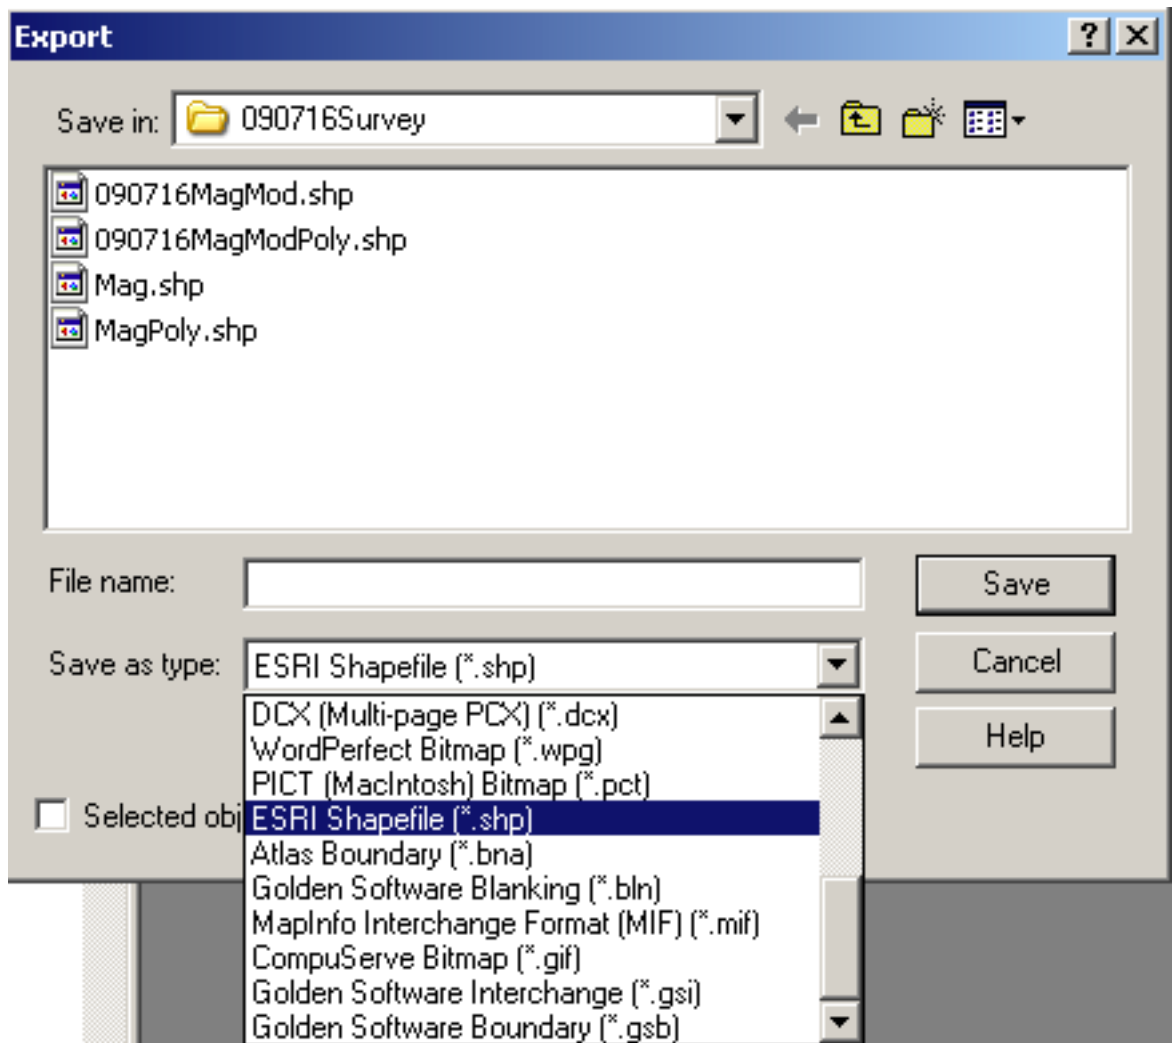 Export
Save in: 090716Survey
090716MagMod.shp
090716MagModPoly.shp
Mag.shp
MagPoly.shp
File name:
Save
Save as type: ESRI Shapefile (*.shp)
Cancel
DCX (Multi-page PCX) (*.dcx)
WordPerfect Bitmap (*.wpg)
Help
PICT (MacIntosh) Bitmap (*.pct)
Selected obj
ESRI Shapefile (*.shp)
Atlas Boundary (*.bna)
Golden Software Blanking (*.bln)
MapInfo Interchange Format (MIF) (*.mif)
CompuServe Bitmap (*.gif)
Golden Software Interchange (*.gsi)
Golden Software Boundary (*.gsb)